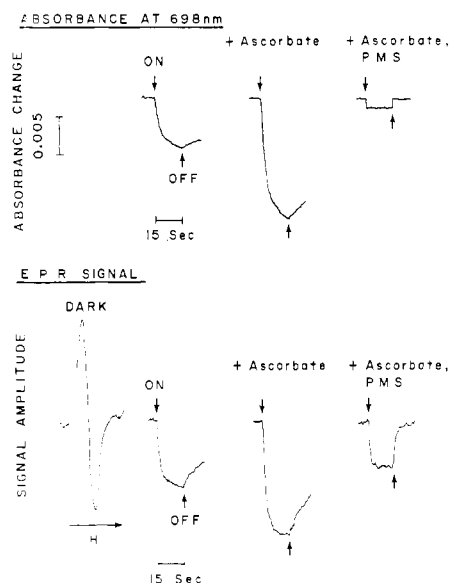 ABSORBANCE AT 698nm
+ Ascorbate
+ Ascorbate,
PMS
ON
ABSORBANCE CHANGE
0.005
OFF
15 Sec
EPR SIGNAL
DARK
+ Ascorbate
+ Ascorbate,
PMS
ON
SIGNAL AMPLITUDE
OFF
H
15 Sec